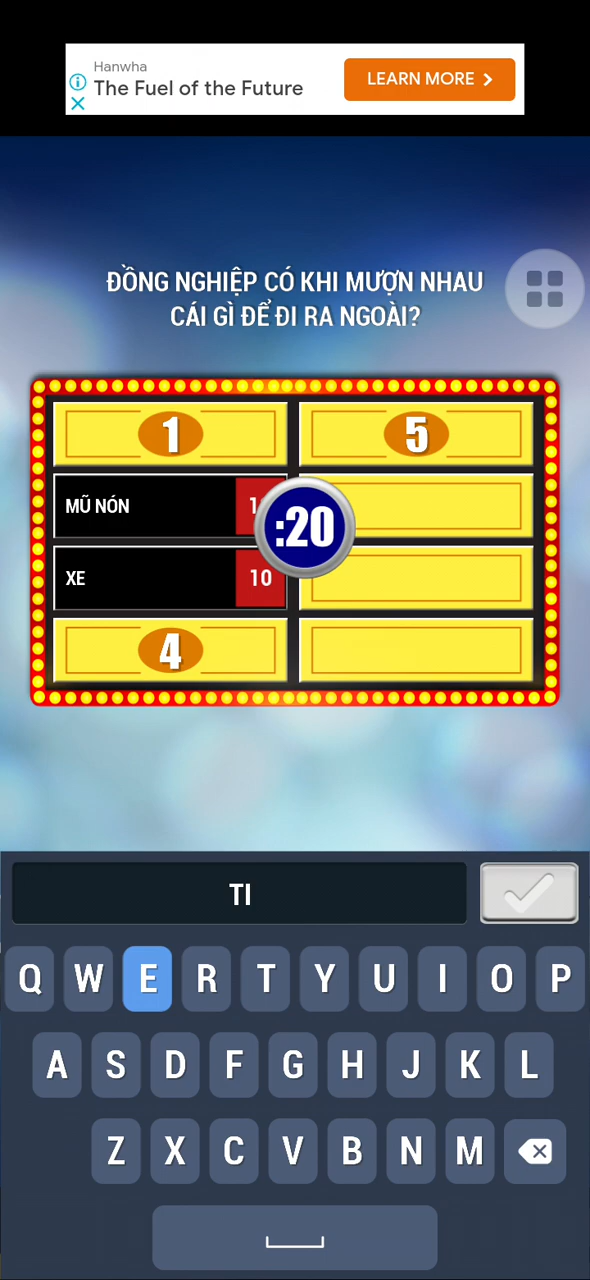 Hanwha
The Fuel of the Future
LEARN MORE
ĐỒNG NGHIỆP CÓ KHI MƯỢN NHAU
CÁI GÌ ĐỂ ĐI RA NGOÀI?
1
5
MŨ NÓN
:20
XE 10
4
TI
Q W E R T Y U I O P
A S D F G H J K L
Z X C V B N M